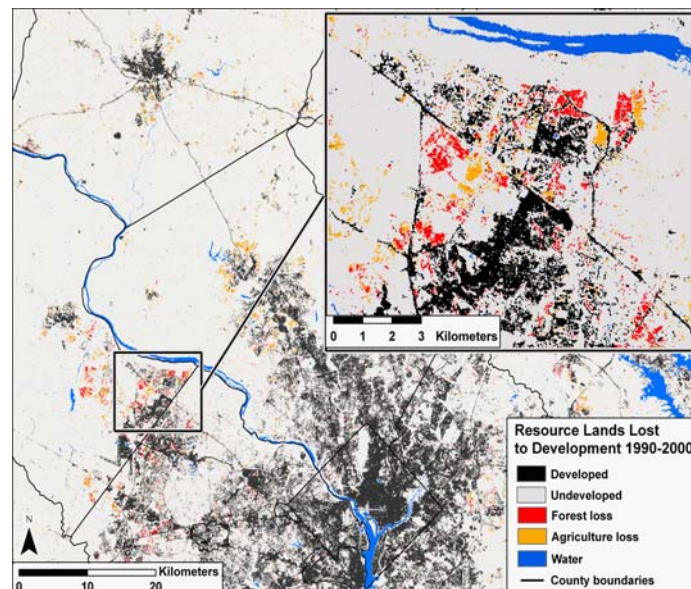 0 1 2 3 Kilometers
Resource Lands Lost
to Development 1990-2000
Developed
Undeveloped
Forest loss
Agriculture loss
Water
County boundaries
N
Kilometers
0 10 20